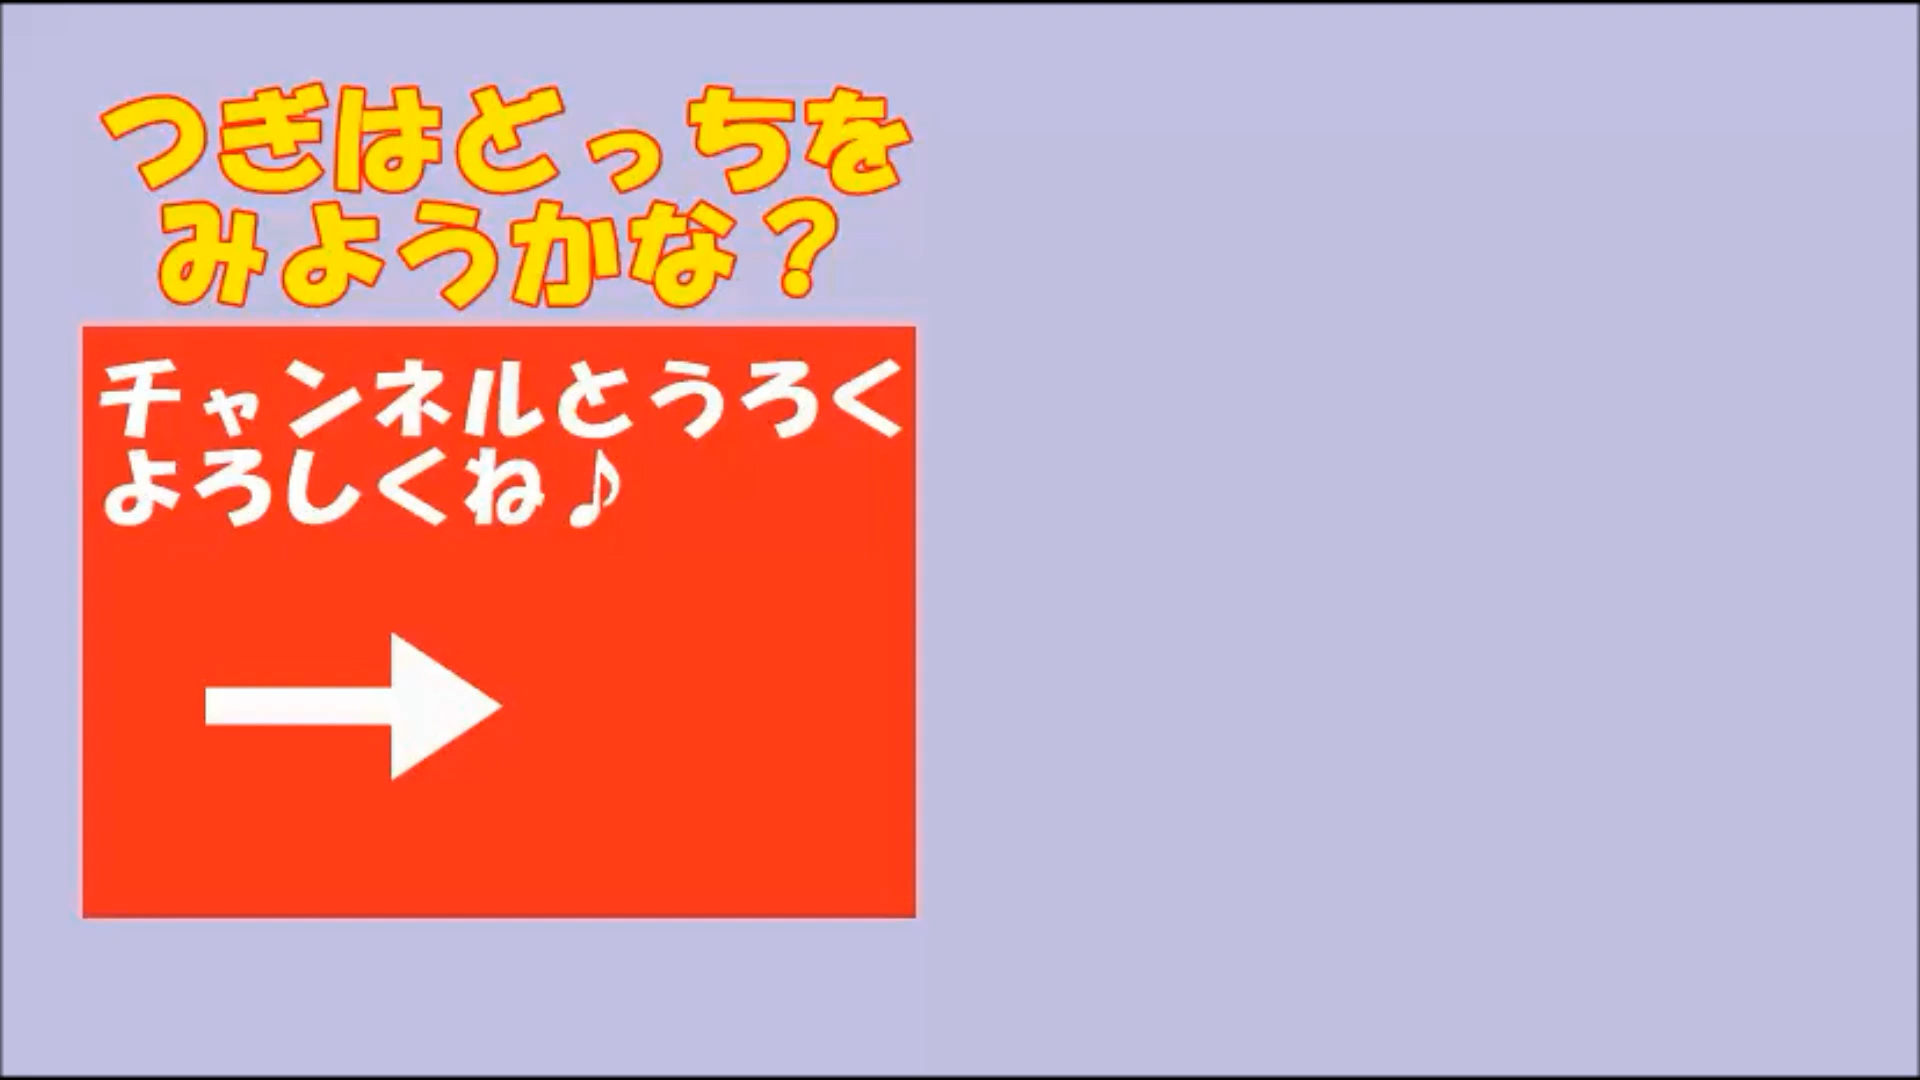 つぎはどっちを
みようかな？
チャンネルとうろく
よろしくね♪